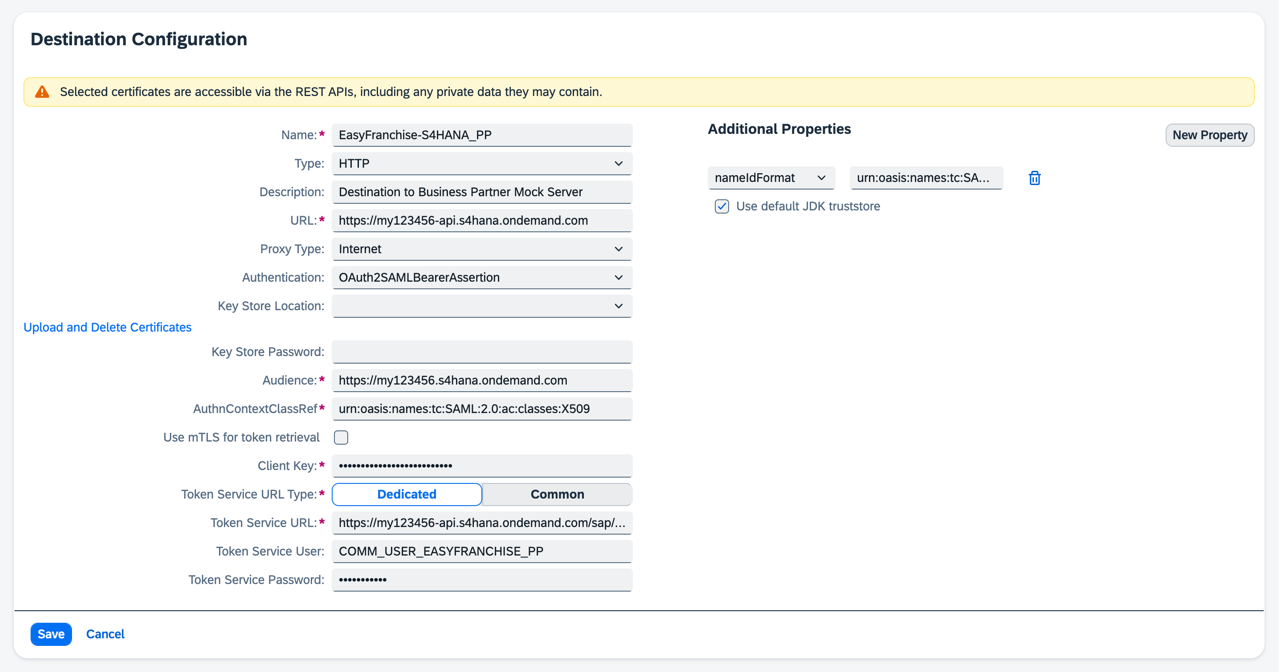 Destination Configuration
Selected certificates are accessible via the REST APIs, including any private data they may contain.
Name:* EasyFranchise-S4HANA_PP
Type: HTTP
Description: Destination to Business Partner Mock Server
URL:* https://my123456-api.s4hana.ondemand.com
Proxy Type: Internet
Authentication: OAuth2SAMLBearerAssertion
Key Store Location:
Upload and Delete Certificates
Key Store Password:
Audience:* https://my123456.s4hana.ondemand.com
AuthnContextClassRef* urn:oasis:names:tc:SAML:2.0:ac:classes:X509
Use mTLS for token retrieval
Client Key:* ••••••••••••••••••••••••••
Token Service URL Type:* Dedicated Common
Token Service URL:* https://my123456-api.s4hana.ondemand.com/sap/...
Token Service User: COMM_USER_EASYFRANCHISE_PP
Token Service Password: •••••••••••
Additional Properties
New Property
nameIdFormat urn:oasis:names:tc:SA...
Use default JDK truststore
Save Cancel